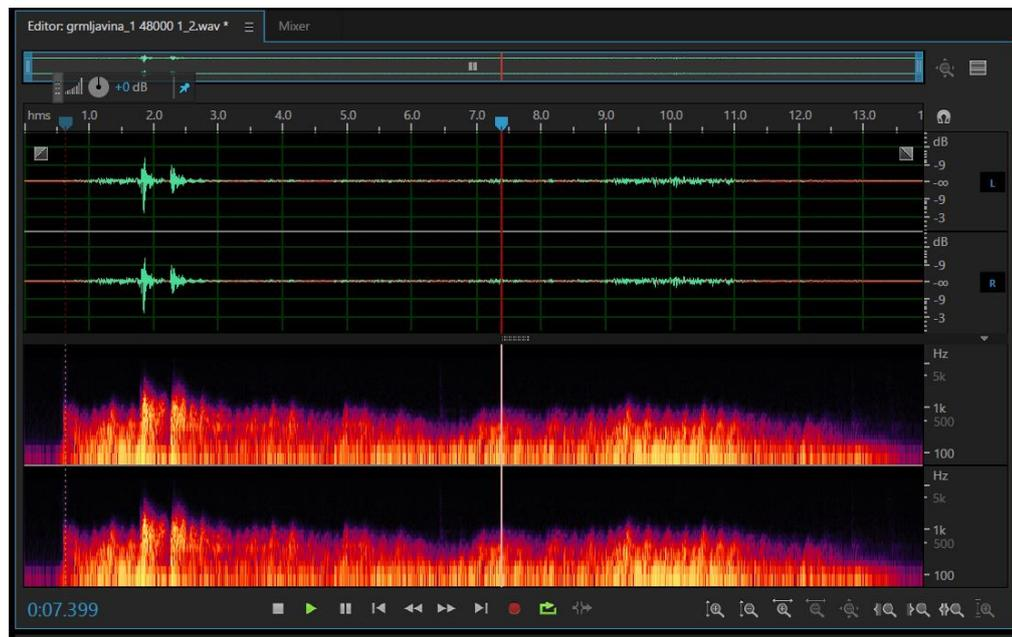 Editor: grmljavina_1 48000 1_2.wav * Mixer
+0 dB
hms 1.0 2.0 3.0 4.0 5.0 6.0 7.0 8.0 9.0 10.0 11.0 12.0 13.0 1
dB
-9
-∞ L
-9
-3
dB
-9
-∞ R
-9
-3
Hz
5k
1k
500
100
Hz
5k
1k
500
100
0:07.399